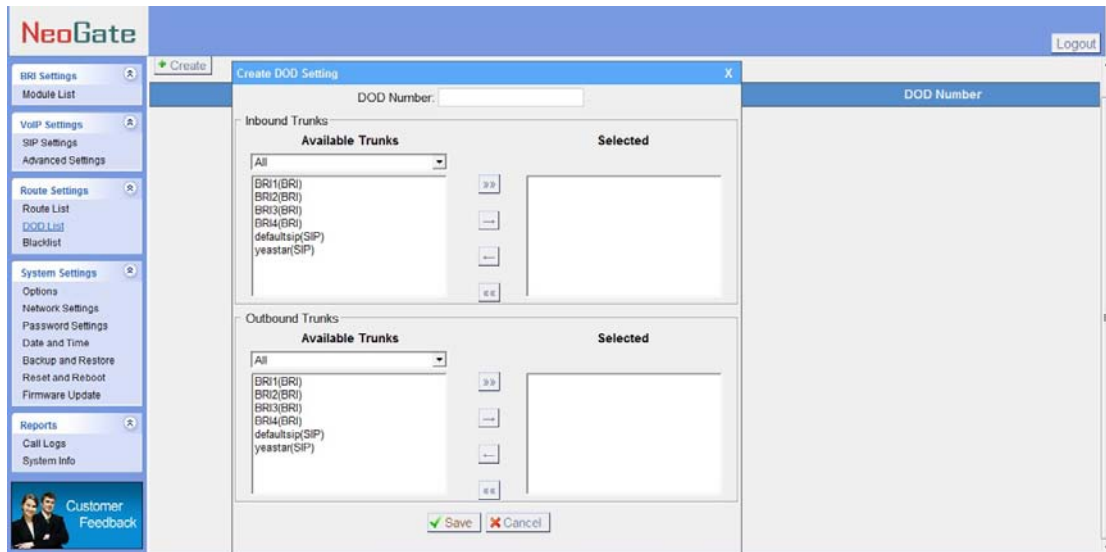 NeoGate
Logout
BRI Settings
Module List
VoIP Settings
SIP Settings
Advanced Settings
Route Settings
Route List
DOD List
Blacklist
System Settings
Options
Network Settings
Password Settings
Date and Time
Backup and Restore
Reset and Reboot
Firmware Update
Reports
Call Logs
System Info
Customer
Feedback
Create
DOD Number
Create DOD Setting X
DOD Number:
Inbound Trunks
Available Trunks Selected
All
BRI1(BRI)
BRI2(BRI)
BRI3(BRI)
BRI4(BRI)
defaultsip(SIP)
yeastar(SIP)
Outbound Trunks
Available Trunks Selected
All
BRI1(BRI)
BRI2(BRI)
BRI3(BRI)
BRI4(BRI)
defaultsip(SIP)
yeastar(SIP)
Save Cancel